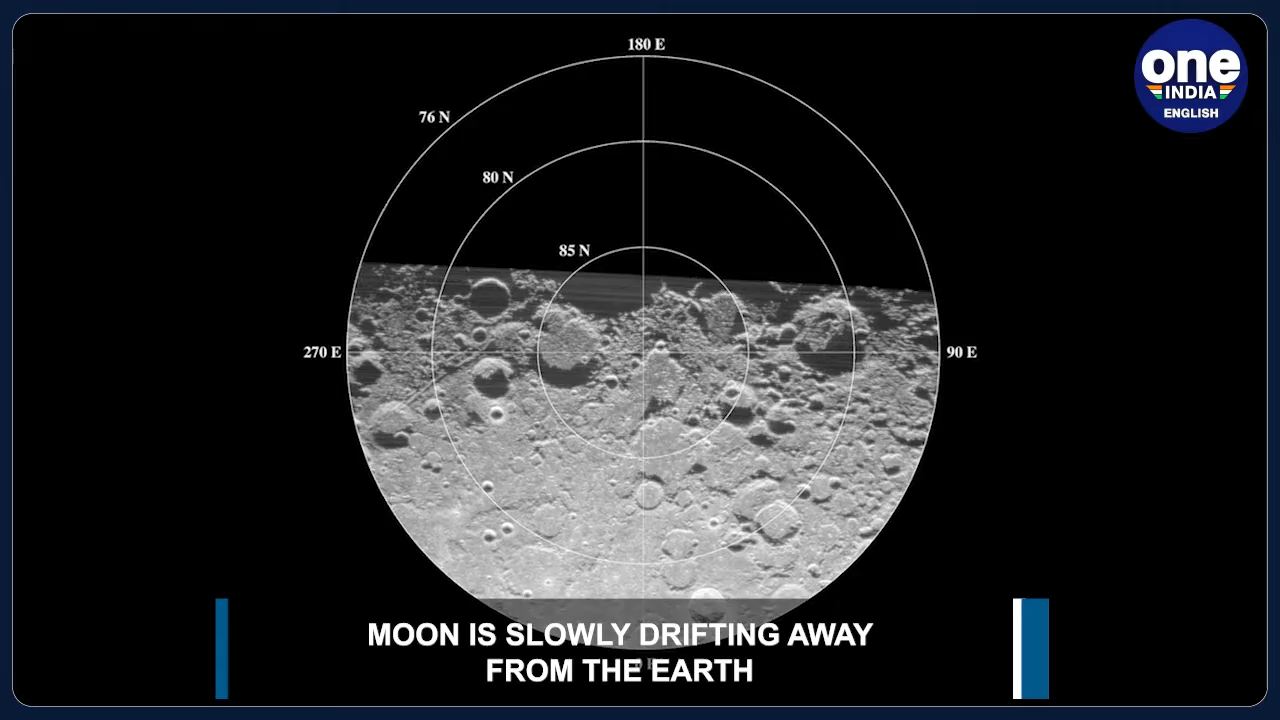 180 E
one
INDIA
ENGLISH
76 N
80 N
85 N
270 E
90 E
MOON IS SLOWLY DRIFTING AWAY
FROM THE EARTH